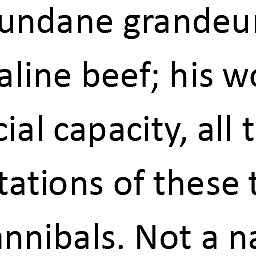 undane grandeur
aline beef; his wo
cial capacity, all t
tations of these t
annibals. Not a na